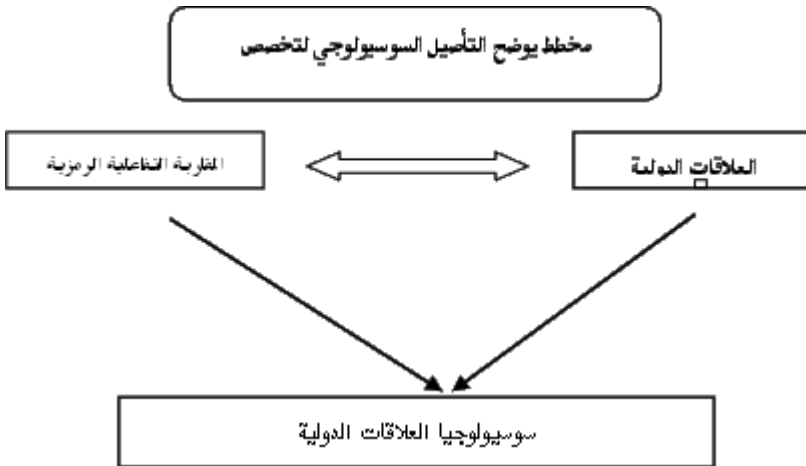 مخطط يوضح التأصيل السوسيولوجي لتخصص
العلاقات الدولية
المقاربة التفاعلية الرمزية
سوسيولوجيا العلاقات الدولية